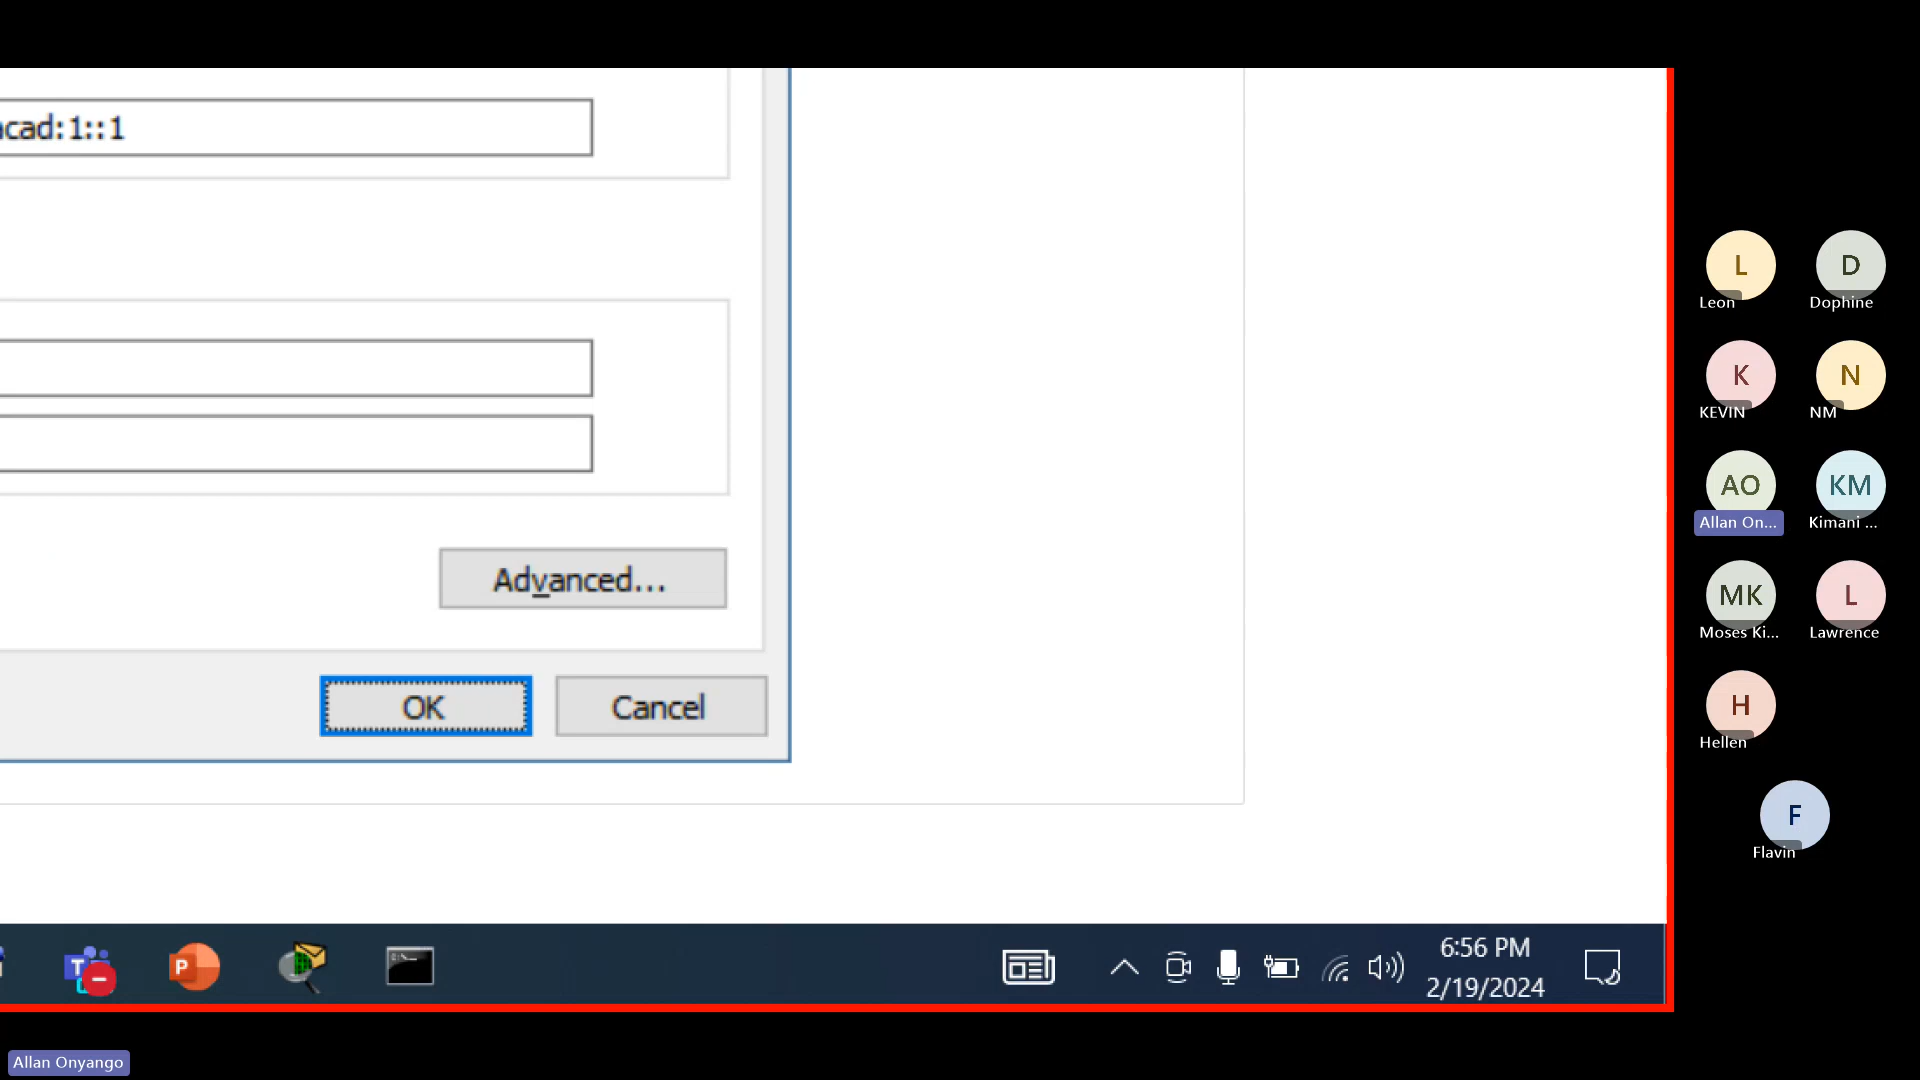 acad:1::1
Advanced...
OK
Cancel
6:56 PM
2/19/2024
L
Leon
D
Dophine
K
KEVIN
N
NM
AO
Allan On...
KM
Kimani ...
MK
Moses Ki...
L
Lawrence
H
Hellen
F
Flavin
Allan Onyango